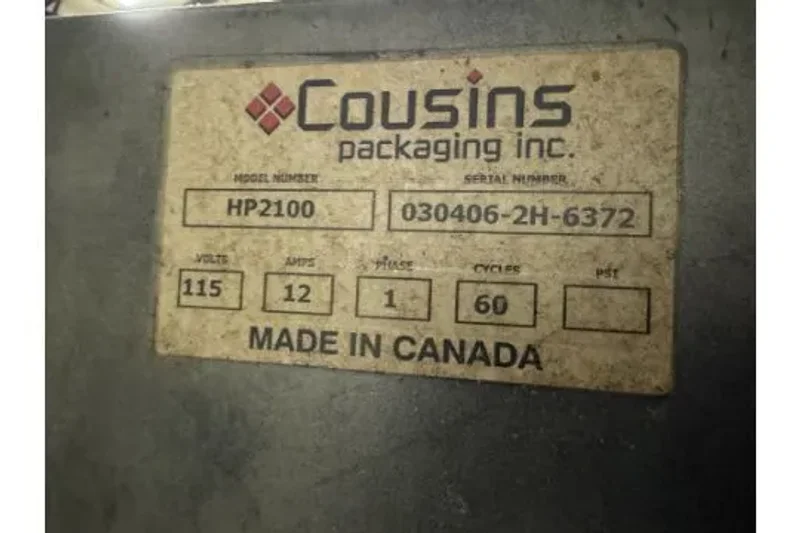 Cousins
packaging inc.
MODEL NUMBER SERIAL NUMBER
HP2100 030406-2H-6372
VOLTS AMPS PHASE CYCLES PSI
115 12 1 60
MADE IN CANADA